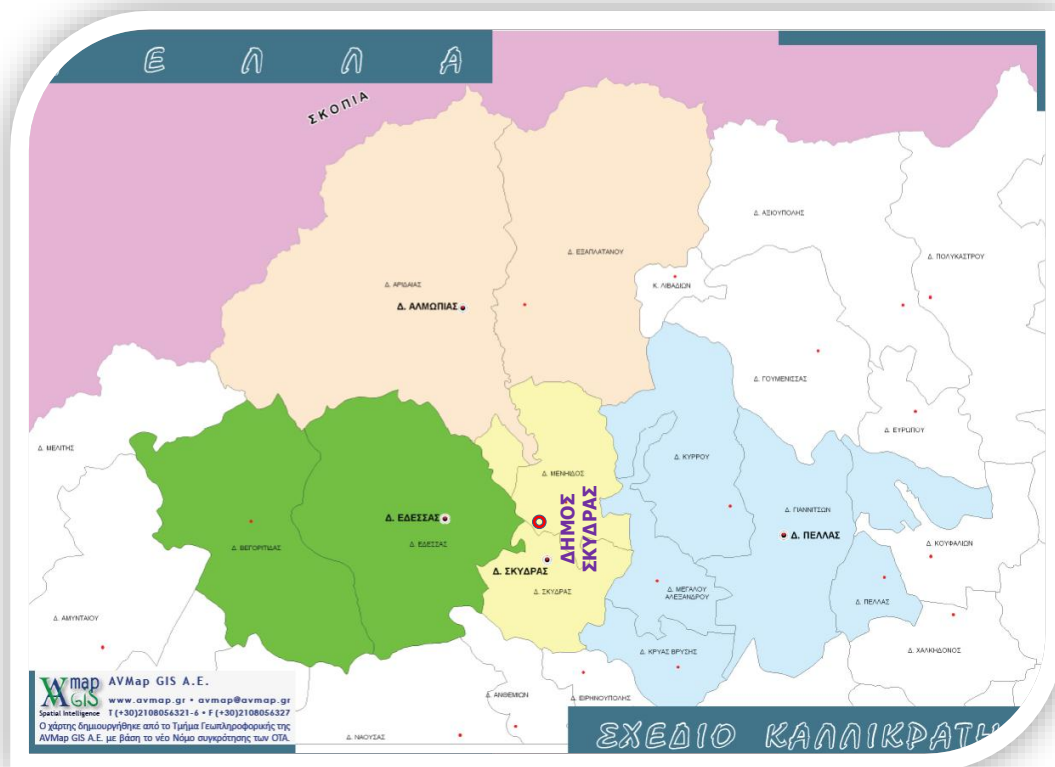 Ε Λ Λ Α
ΣΚΟΠΙΑ
Δ. ΑΞΙΟΥΠΟΛΗΣ
Δ. ΕΞΑΠΛΑΤΑΝΟΥ
Δ. ΠΟΛΥΚΑΣΤΡΟΥ
Δ. ΑΡΙΔΑΙΑΣ
Κ. ΛΙΒΑΔΙΩΝ
Δ. ΑΛΜΩΠΙΑΣ
Δ. ΓΟΥΜΕΝΙΣΣΑΣ
Δ. ΕΥΡΩΠΟΥ
Δ. ΜΕΛΙΤΗΣ
Δ. ΚΥΡΡΟΥ
Δ. ΜΕΝΗΙΔΟΣ
ΔΗΜΟΣ
ΣΚΥΔΡΑΣ
Δ. ΓΙΑΝΝΙΤΣΩΝ
Δ. ΕΔΕΣΣΑΣ
Δ. ΠΕΛΛΑΣ
Δ. ΒΕΓΟΡΙΤΙΔΑΣ
Δ. ΕΔΕΣΣΑΣ
Δ. ΚΟΥΦΑΛΙΩΝ
Δ. ΣΚΥΔΡΑΣ
Δ. ΣΚΥΔΡΑΣ
Δ. ΜΕΓΑΛΟΥ
ΑΛΕΞΑΝΔΡΟΥ
Δ. ΠΕΛΛΑΣ
Δ. ΑΜΥΝΤΑΙΟΥ
Δ. ΚΡΥΑΣ ΒΡΥΣΗΣ
Δ. ΧΑΛΚΗΔΟΝΟΣ
Δ. ΑΝΘΕΜΙΩΝ
Δ. ΕΙΡΗΝΟΥΠΟΛΗΣ
Δ. ΝΑΟΥΣΑΣ
AVmap GIS
Spatial Intelligence
AVMap GIS A.E.
www.avmap.gr • avmap@avmap.gr
T (+30)2108056321-6 • F (+30)2108056327
Ο χάρτης δημιουργήθηκε από το Τμήμα Γεωπληροφορικής της
AVMap GIS A.E. με βάση το νέο Νόμο συγκρότησης των ΟΤΑ.
ΣΧΕΔΙΟ ΚΑΛΛΙΚΡΑΤΗ